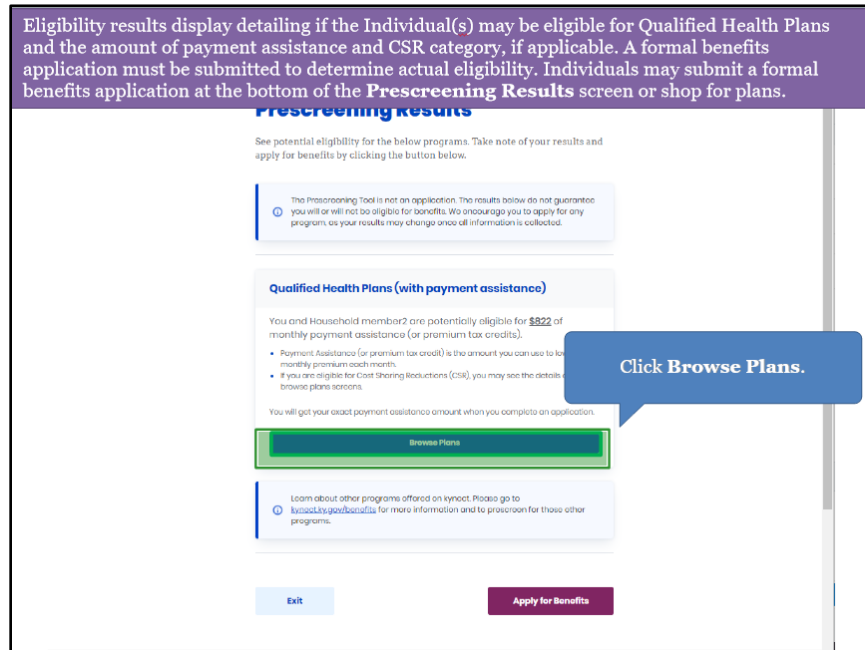 Eligibility results display detailing if the Individual(s) may be eligible for Qualified Health Plans
and the amount of payment assistance and CSR category, if applicable. A formal benefits
application must be submitted to determine actual eligibility. Individuals may submit a formal
benefits application at the bottom of the Prescreening Results screen or shop for plans.
Prescreening Results
See potential eligibility for the below programs. Take note of your results and
apply for benefits by clicking the button below.
The Prescreening Tool is not an application. The results below do not guarantee
you will or will not be eligible for benefits. We encourage you to apply for any
program, as your results may change once all information is collected.
Qualified Health Plans (with payment assistance)
You and Household member2 are potentially eligible for $822 of
monthly payment assistance (or premium tax credits).
Payment Assistance (or premium tax credit) is the amount you can use to
monthly premium each month.
If you are eligible for Cost Sharing Reductions (CSR), you may see the details
browse plans screens.
Click Browse Plans.
You will get your exact payment assistance amount when you complete an application.
Browse Plans
Learn about other programs offered on kynect. Please go to
kynect.ky.gov/benefits for more information and to prescreen for those other
programs.
Exit
Apply for Benefits